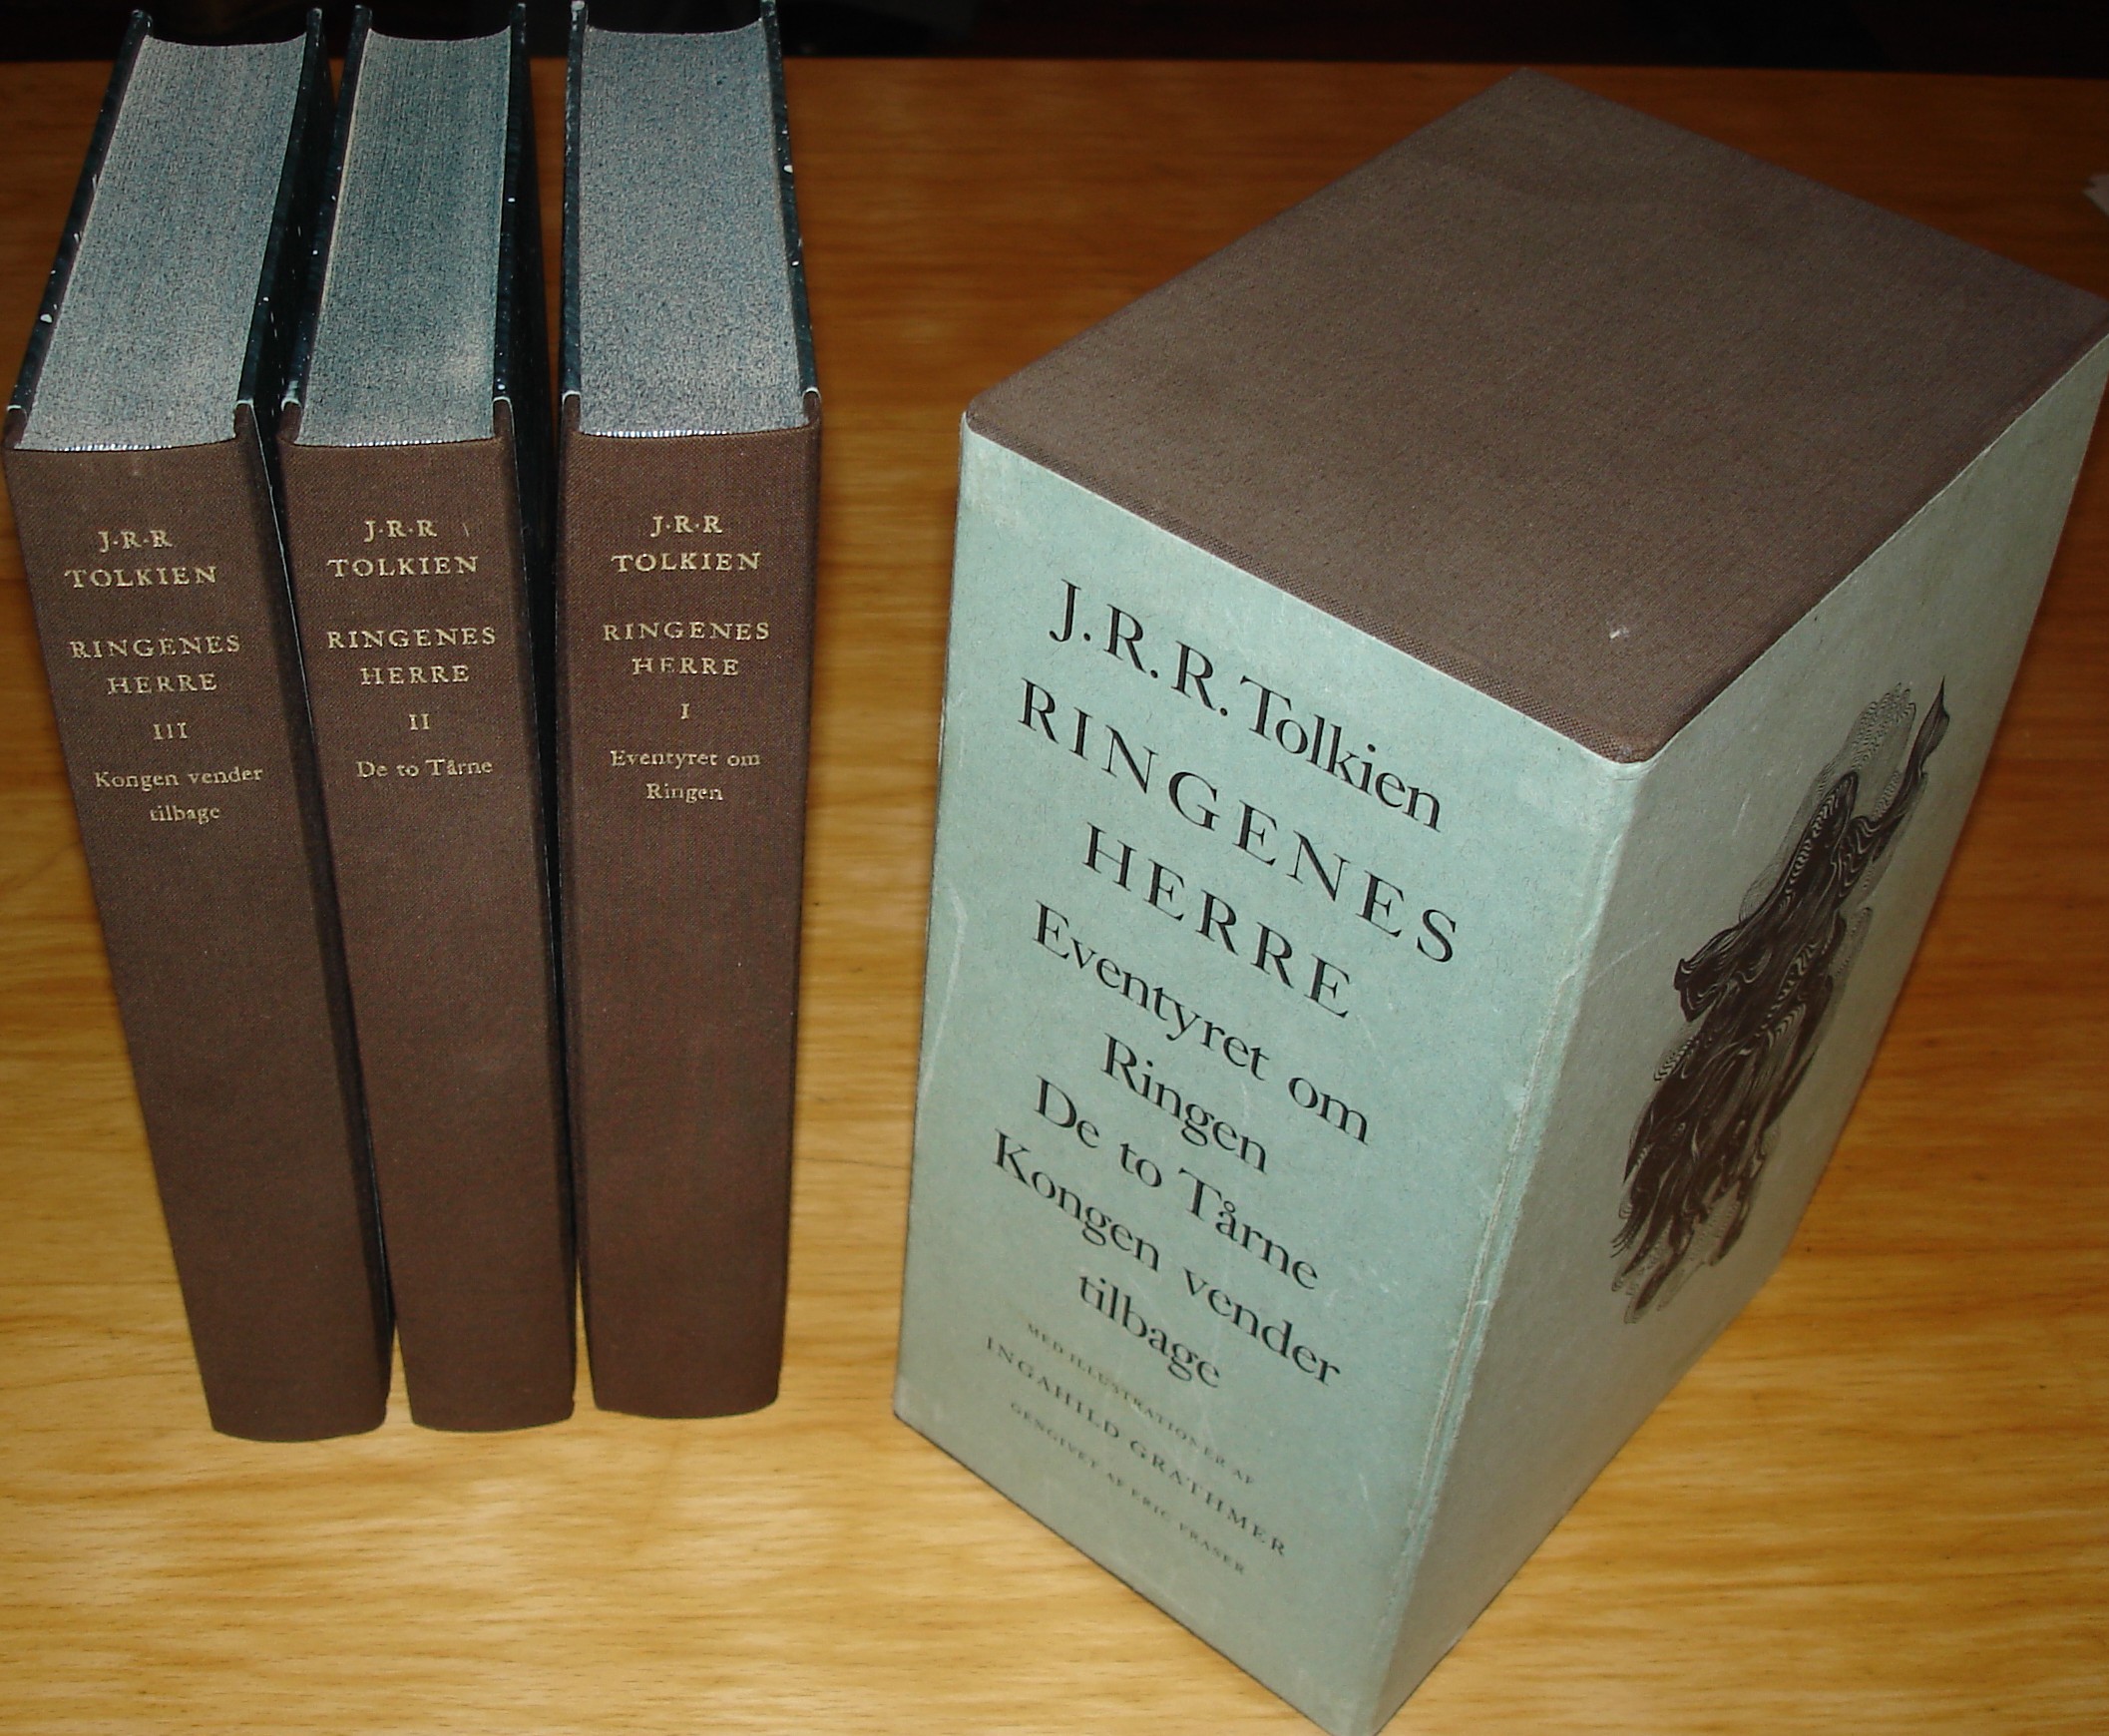 J·R·R
TOLKIEN
RINGENES
HERRE
III
Kongen vender
tilbage
J·R·R
TOLKIEN
RINGENES
HERRE
II
De to Tårne
J·R·R
TOLKIEN
RINGENES
HERRE
I
Eventyret om
Ringen
J.R.R.Tolkien
RINGENES
HERRE
Eventyret om
Ringen
De to Tårne
Kongen vender
tilbage
MED ILLUSTRATIONER AF
INGAHILD GRATHMER
GENGIVET AF ERIC FRASER